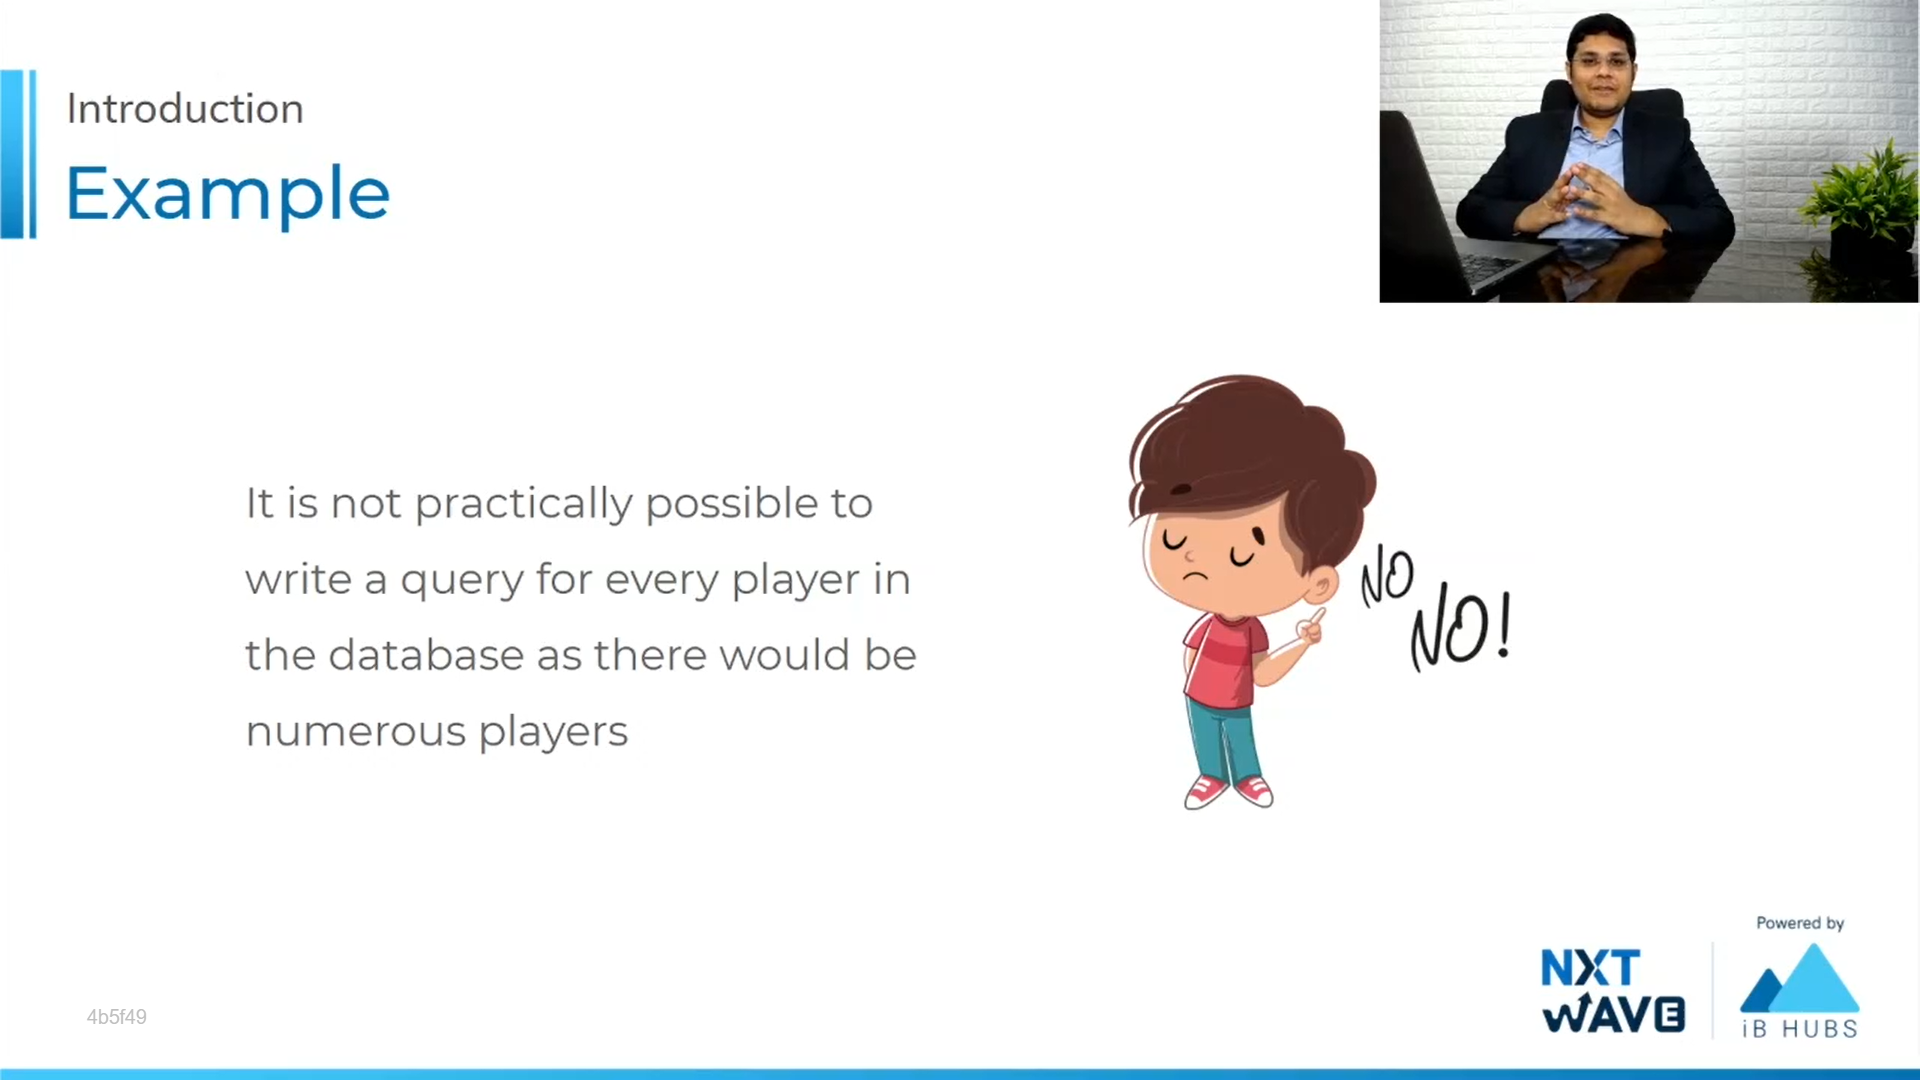 Introduction
Example
It is not practically possible to
write a query for every player in
the database as there would be
numerous players
NO
NO!
Powered by
NXT
WAVE
iB HUBS
4b5f49